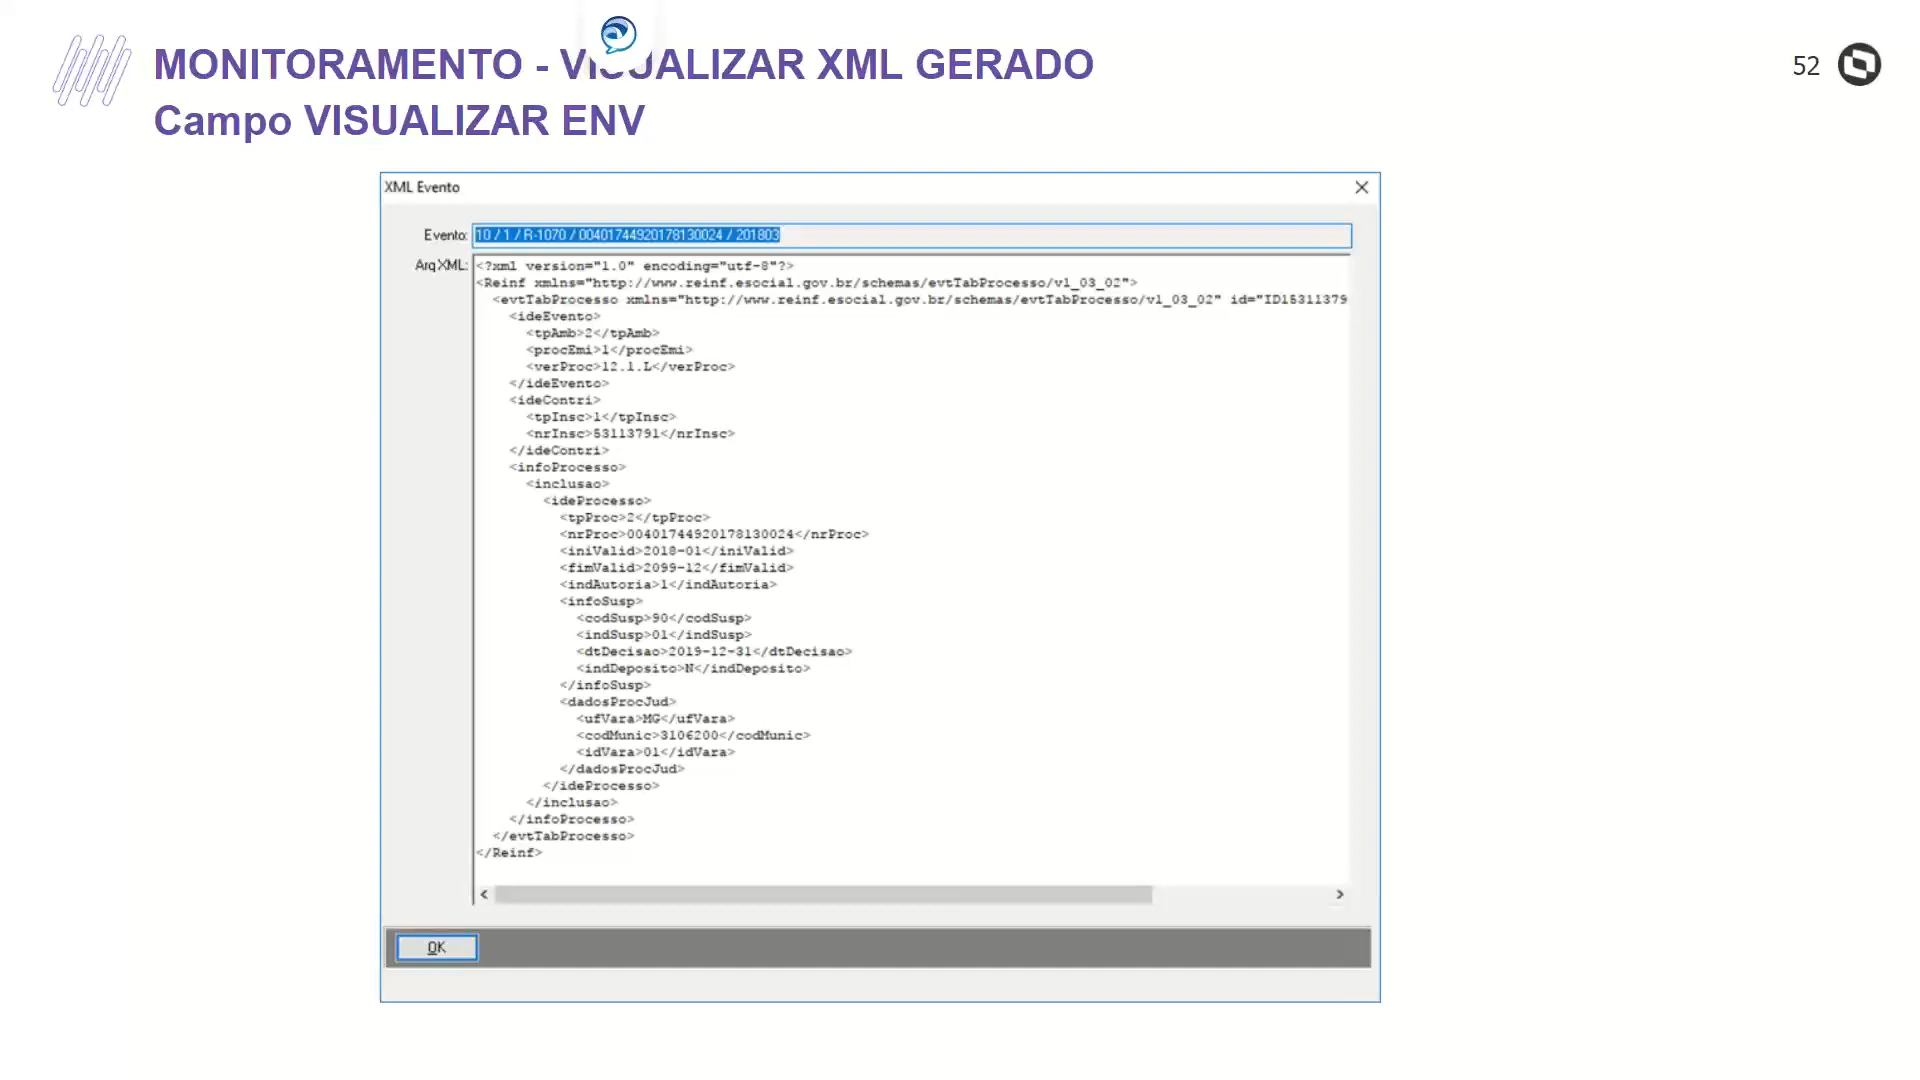 MONITORAMENTO - VISUALIZAR XML GERADO
52
Campo VISUALIZAR ENV
XML Evento
Evento: 10 / 1 / R-1070 / 00401744920178130024 / 201803
Arq XML: <?xml version="1.0" encoding="utf-8"?>
<Reinf xmlns="http://www.reinf.esocial.gov.br/schemas/evtTabProcesso/v1_03_02">
<evtTabProcesso xmlns="http://www.reinf.esocial.gov.br/schemas/evtTabProcesso/v1_03_02" id="ID15311379
<ideEvento>
<tpAmb>2</tpAmb>
<procEmi>1</procEmi>
<verProc>12.1.L</verProc>
</ideEvento>
<ideContri>
<tpInsc>1</tpInsc>
<nrInsc>53113791</nrInsc>
</ideContri>
<infoProcesso>
<inclusao>
<ideProcesso>
<tpProc>2</tpProc>
<nrProc>00401744920178130024</nrProc>
<iniValid>2018-01</iniValid>
<fimValid>2099-12</fimValid>
<indAutoria>1</indAutoria>
<infoSusp>
<codSusp>90</codSusp>
<indSusp>01</indSusp>
<dtDecisao>2019-12-31</dtDecisao>
<indDeposito>N</indDeposito>
</infoSusp>
<dadosProcJud>
<ufVara>MG</ufVara>
<codMunic>3106200</codMunic>
<idVara>01</idVara>
</dadosProcJud>
</ideProcesso>
</inclusao>
</infoProcesso>
</evtTabProcesso>
</Reinf>
OK